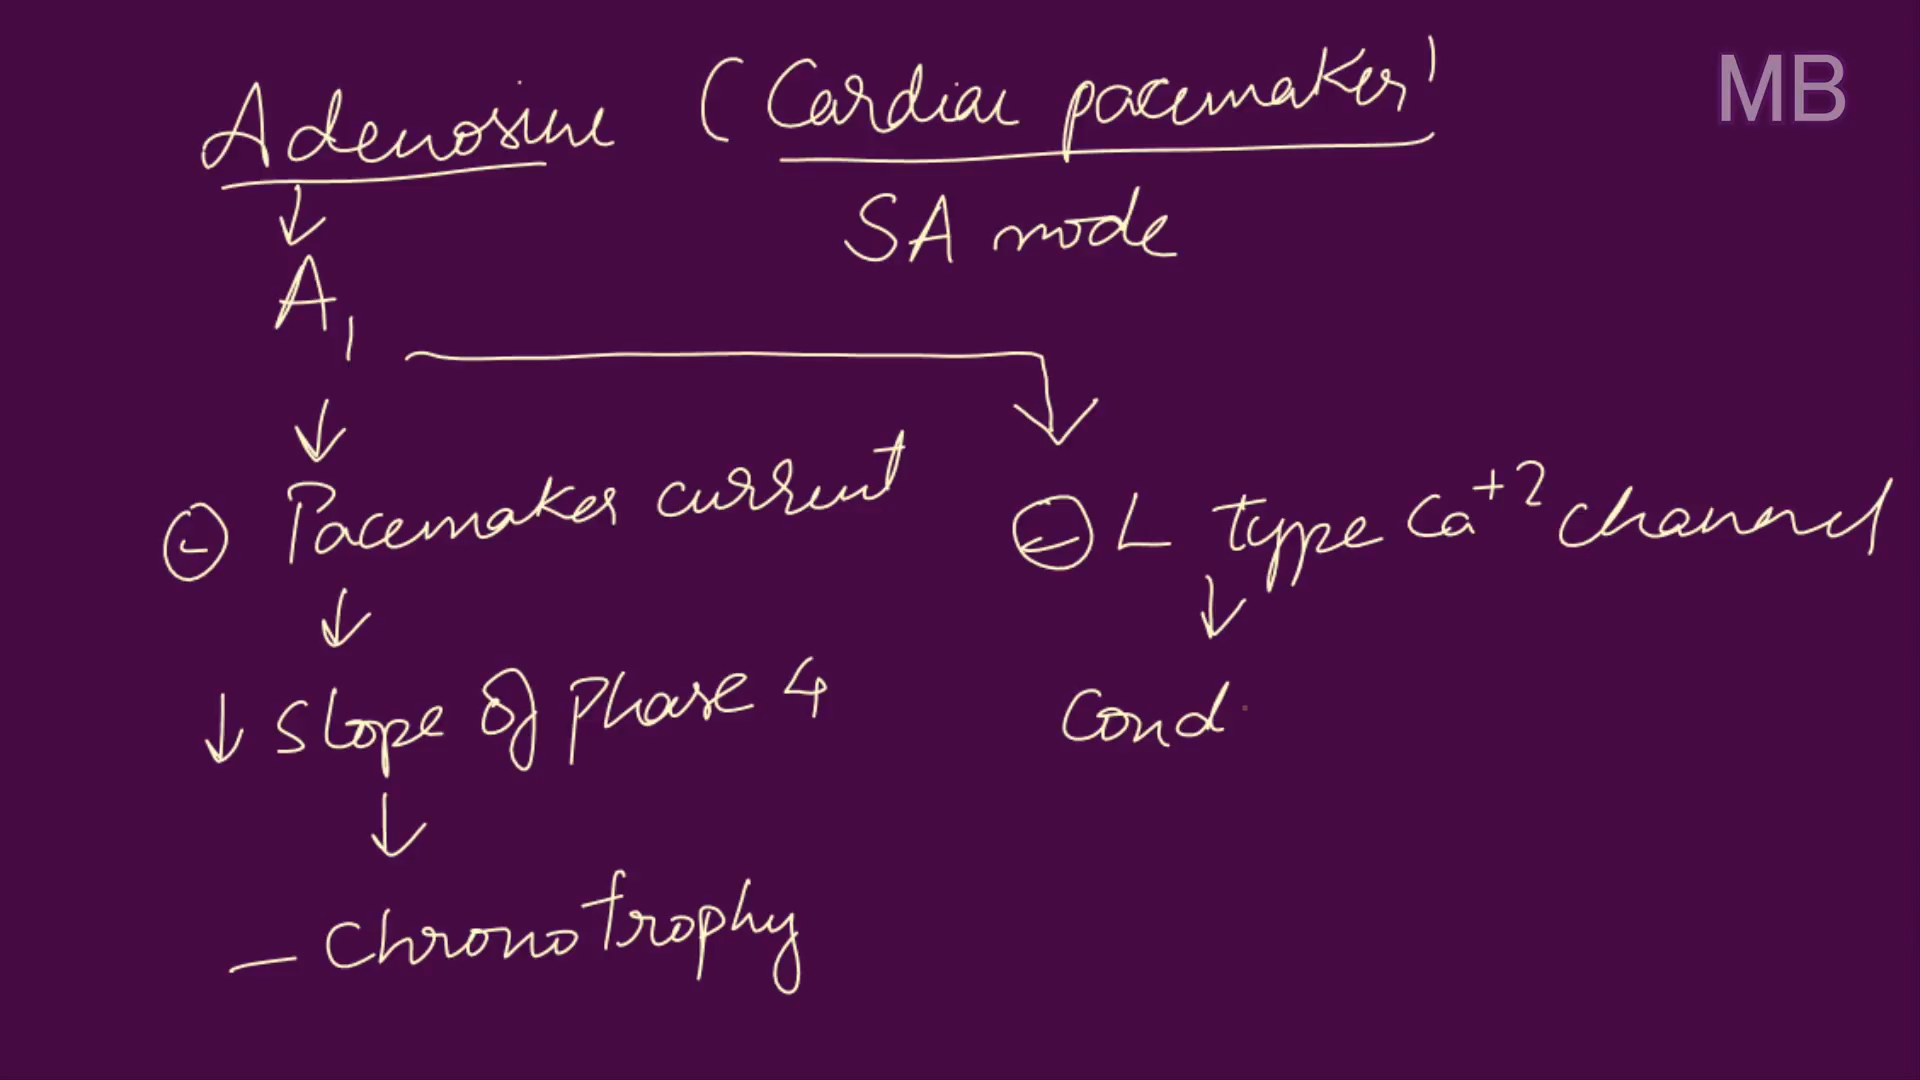 Adenosine (Cardiac pacemaker)
MB
SA node
A1
⊖ Pacemaker current
⊖ L type Ca+2 channel
↓ Slope of phase 4
Cond
- Chronotrophy